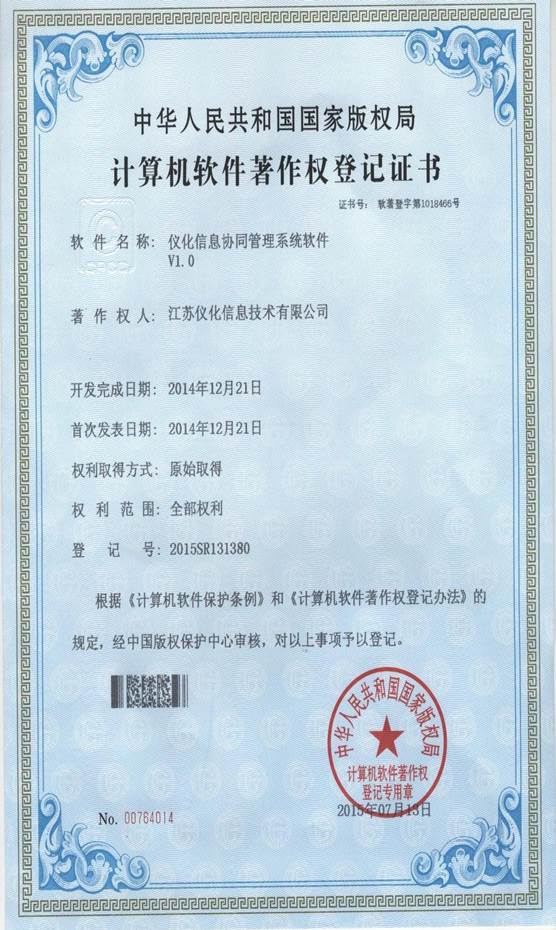 中华人民共和国国家版权局
计算机软件著作权登记证书
证书号: 软著登字第1018466号
软件名称: 仪化信息协同管理系统软件
V1.0
著作权人: 江苏仪化信息技术有限公司
开发完成日期: 2014年12月21日
首次发表日期: 2014年12月21日
权利取得方式: 原始取得
权利范围: 全部权利
登记号: 2015SR131380
根据《计算机软件保护条例》和《计算机软件著作权登记办法》的
规定，经中国版权保护中心审核，对以上事项予以登记。
中华人民共和国国家版权局
计算机软件著作权
登记专用章
No. 00764014
2015年07月13日